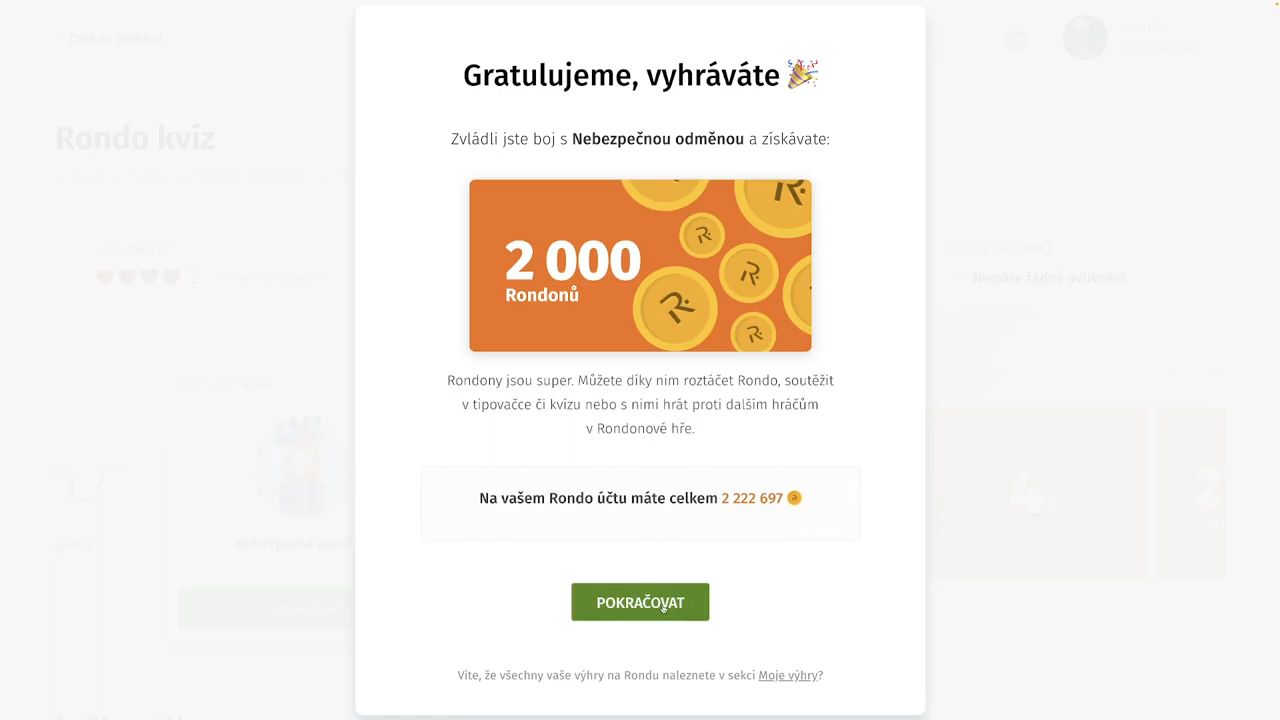 Zpět na přehled
Rondo kvíz
Gratulujeme, vyhráváte
Zvládli jste boj s Nebezpečnou odměnou a získávate:
2 000
Rondonů
Rondony jsou super. Můžete díky nim roztáčet Rondo, soutěžit
v tipovačce či kvízu nebo s nimi hrát proti dalším hráčům
v Rondonové hře.
Na vašem Rondo účtu máte celkem 2 222 697
POKRAČOVAT
Víte, že všechny vaše výhry na Rondu naleznete v sekci Moje výhry?
Nemáte žádné ovlivnění